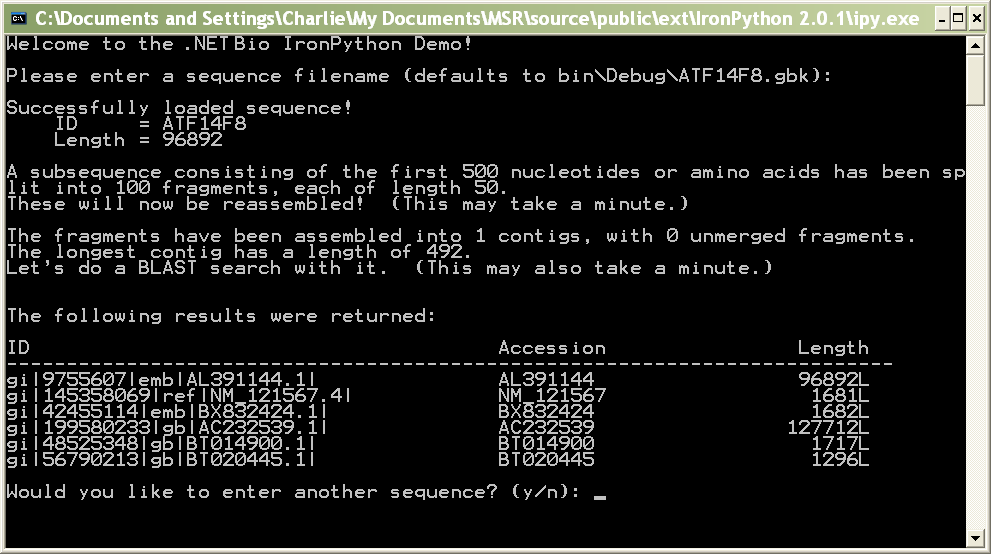 C:\Documents and Settings\Charlie\My Documents\MSR\source\public\ext\IronPython 2.0.1\ipy.exe
Welcome to the .NET Bio IronPython Demo!
Please enter a sequence filename (defaults to bin\Debug\ATF14F8.gbk):
Successfully loaded sequence!
    ID      = ATF14F8
    Length = 96892
A subsequence consisting of the first 500 nucleotides or amino acids has been sp
lit into 100 fragments, each of length 50.
These will now be reassembled!  (This may take a minute.)
The fragments have been assembled into 1 contigs, with 0 unmerged fragments.
The longest contig has a length of 492.
Let's do a BLAST search with it.  (This may also take a minute.)
The following results were returned:
ID                                       Accession                Length
--------------------------------------------------------------------------
gi|9755607|emb|AL391144.1|               AL391144                 96892L
gi|145358069|ref|NM_121567.4|            NM_121567                 1681L
gi|42455114|emb|BX832424.1|              BX832424                  1682L
gi|199580233|gb|AC232539.1|              AC232539                127712L
gi|48525348|gb|BT014900.1|               BT014900                  1717L
gi|56790213|gb|BT020445.1|               BT020445                  1296L
Would you like to enter another sequence? (y/n): _